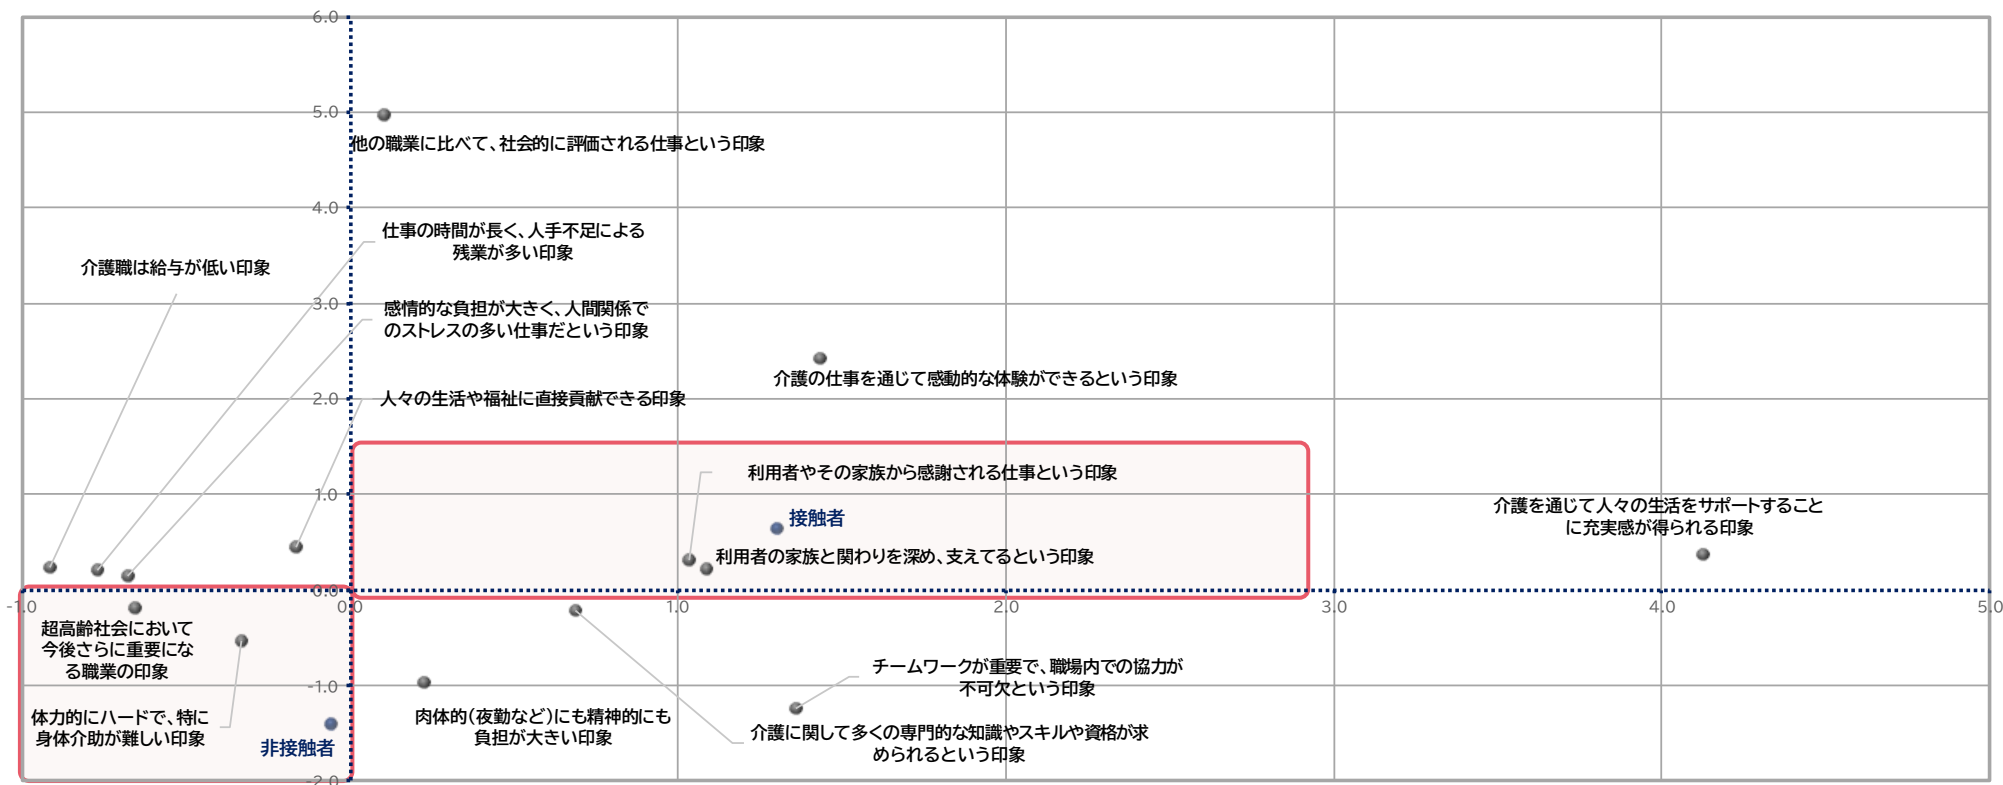 6.0
5.0
他の職業に比べて、社会的に評価される仕事という印象
4.0
仕事の時間が長く、人手不足による
残業が多い印象
介護職は給与が低い印象
3.0
感情的な負担が大きく、人間関係で
のストレスの多い仕事だという印象
介護の仕事を通じて感動的な体験ができるという印象
2.0
人々の生活や福祉に直接貢献できる印象
利用者やその家族から感謝される仕事という印象
1.0
接触者
介護を通じて人々の生活をサポートすること
に充実感が得られる印象
利用者の家族と関わりを深め、支えてるという印象
0.0
-1.0
0.0
1.0
2.0
3.0
4.0
5.0
超高齢社会において
今後さらに重要にな
る職業の印象
チームワークが重要で、職場内での協力が
不可欠という印象
-1.0
体力的にハードで、特に
身体介助が難しい印象
非接触者
肉体的（夜勤など）にも精神的にも
負担が大きい印象
介護に関して多くの専門的な知識やスキルや資格が求
められるという印象
-2.0